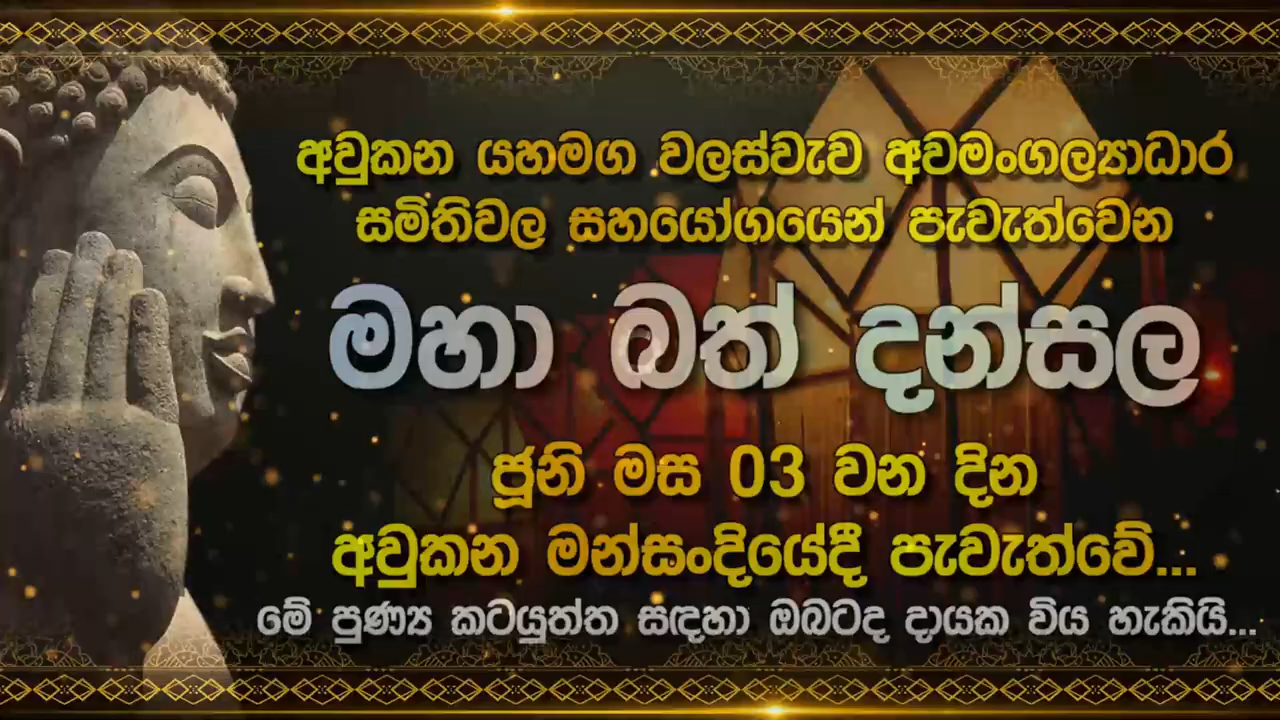 අවුකන යහමග වලස්වැව අවමංගල්‍යාධාර
සමිතිවල සහයෝගයෙන් පැවැත්වෙන
මහා බත් දන්සල
ජූනි මස 03 වන දින
අවුකන මන්සංදියේදී පැවැත්වේ...
මේ පුණ්‍ය කටයුත්ත සඳහා ඔබටද දායක විය හැකියි...